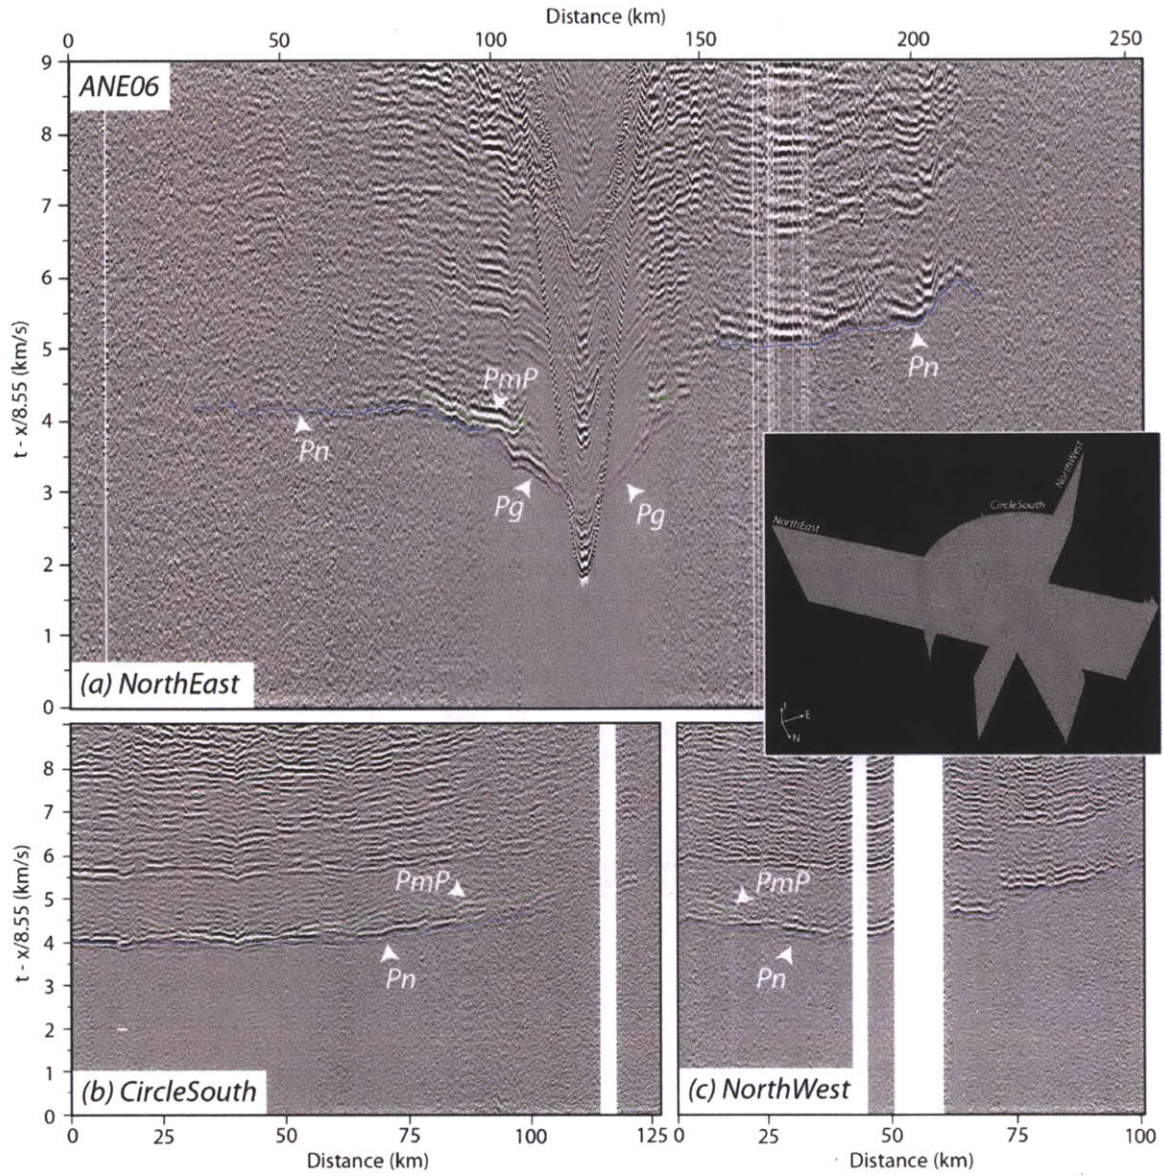 Distance (km)
0 50 100 150 200 250
9
ANE06
8
7
6
5
4
3
2
1
0
t - x/8.55 (km/s)
PmP
Pn
Pn
Pg
Pg
(a) NorthEast
NorthWest
CircleSouth
NorthEast
E
N
8
7
6
5
4
3
2
1
0
t - x/8.55 (km/s)
PmP
Pn
(b) CircleSouth
PmP
Pn
(c) NorthWest
0 25 50 75 100 125 0 25 50 75 100
Distance (km) Distance (km)